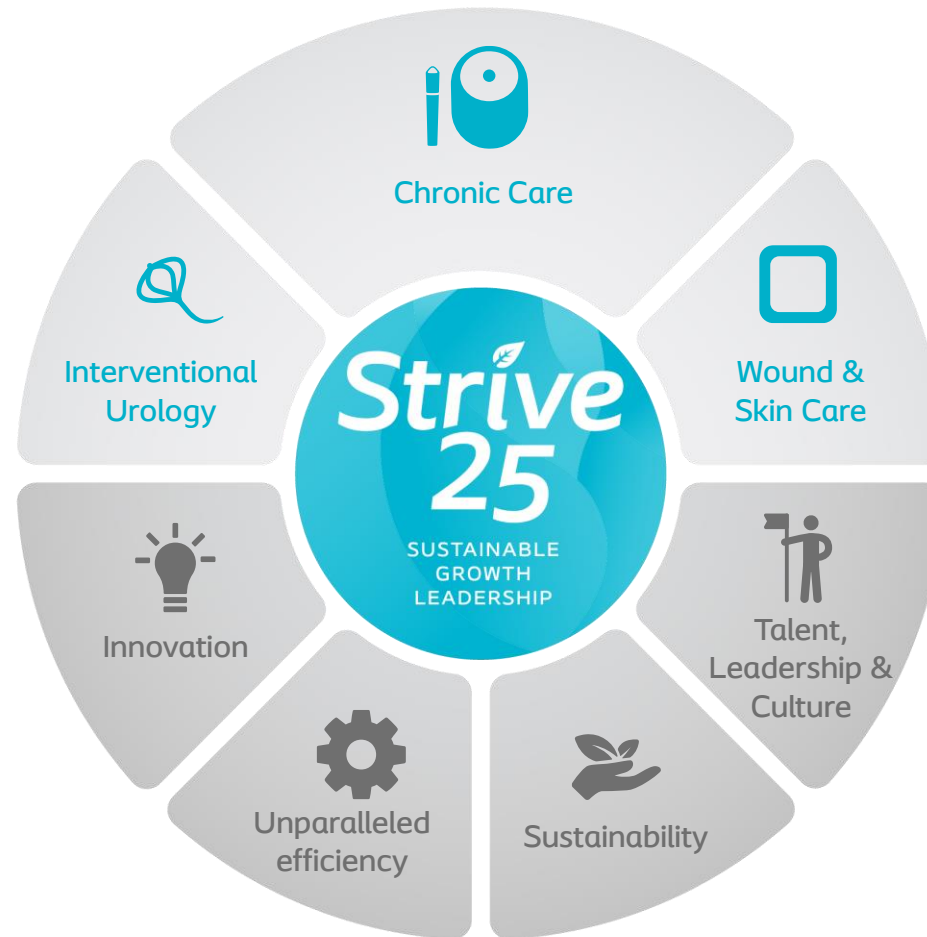 Chronic Care
Interventional
Urology
Wound &
Skin Care
Strive
25
SUSTAINABLE
GROWTH
LEADERSHIP
Innovation
Talent,
Leadership &
Culture
Unparalleled
efficiency
Sustainability